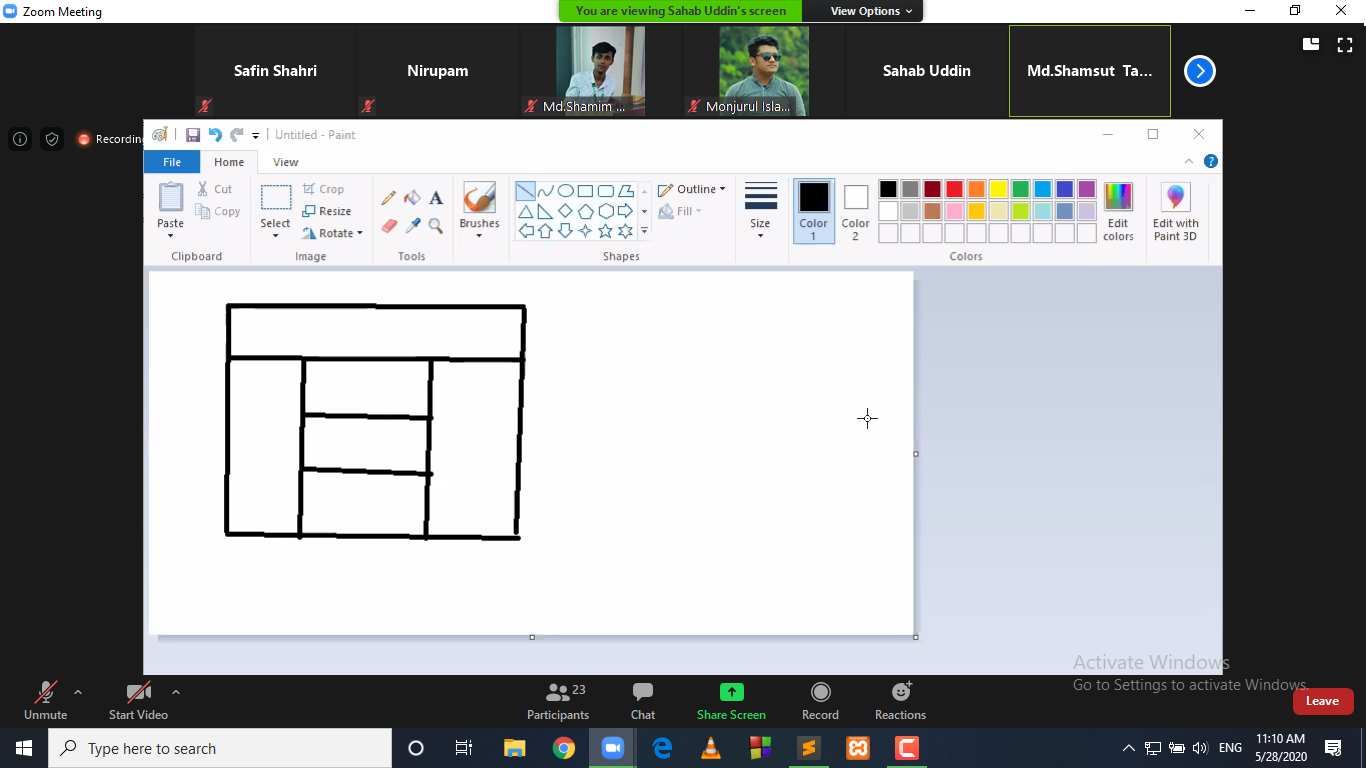 Zoom Meeting
You are viewing Sahab Uddin's screen
View Options
Safin Shahri
Nirupam
Md.Shamim ...
Monjurul Isla...
Sahab Uddin
Md.Shamsut Ta...
Recording
Untitled - Paint
File
Home
View
Paste
Cut
Copy
Clipboard
Select
Crop
Resize
Rotate
Image
A
Tools
Brushes
Outline
Fill
Shapes
Size
Color 1
Color 2
Edit colors
Colors
Edit with Paint 3D
Activate Windows
Go to Settings to activate Windows.
Unmute
Start Video
23
Participants
Chat
Share Screen
Record
Reactions
Leave
Type here to search
ENG
11:10 AM
5/28/2020